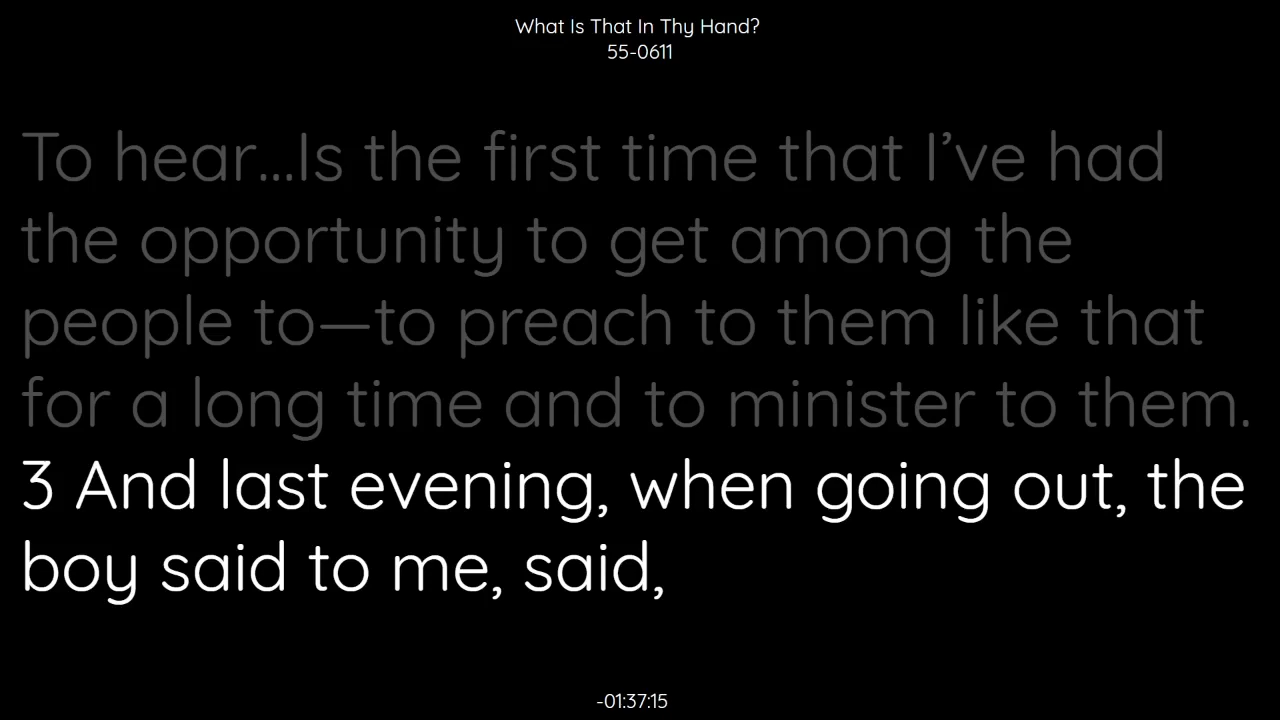 What Is That In Thy Hand?
55-0611
To hear...Is the first time that I’ve had
the opportunity to get among the
people to—to preach to them like that
for a long time and to minister to them.
3 And last evening, when going out, the
boy said to me, said,
-01:37:15